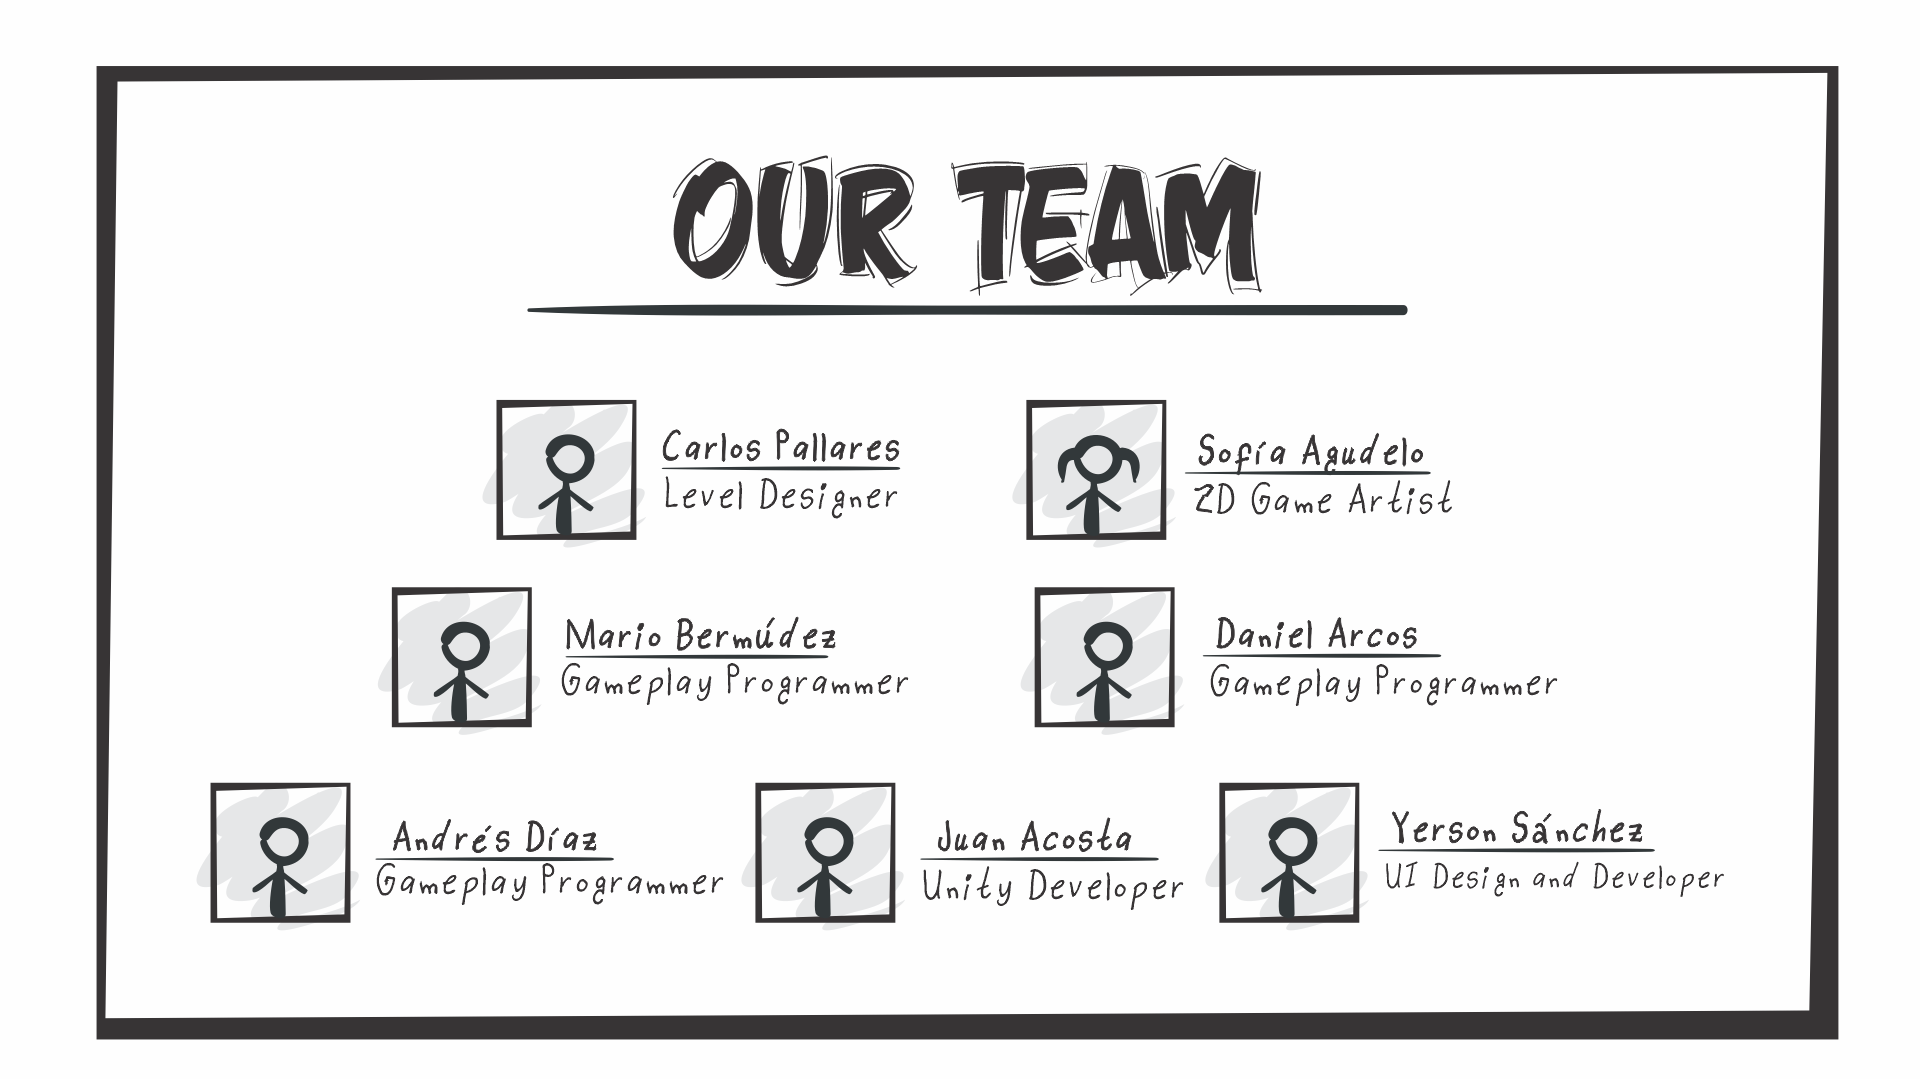 OUR TEAM
Carlos Pallares
Level Designer
Sofía Agudelo
2D Game Artist
Mario Bermúdez
Gameplay Programmer
Daniel Arcos
Gameplay Programmer
Andrés Díaz
Gameplay Programmer
Juan Acosta
Unity Developer
Yerson Sánchez
UI Design and Developer